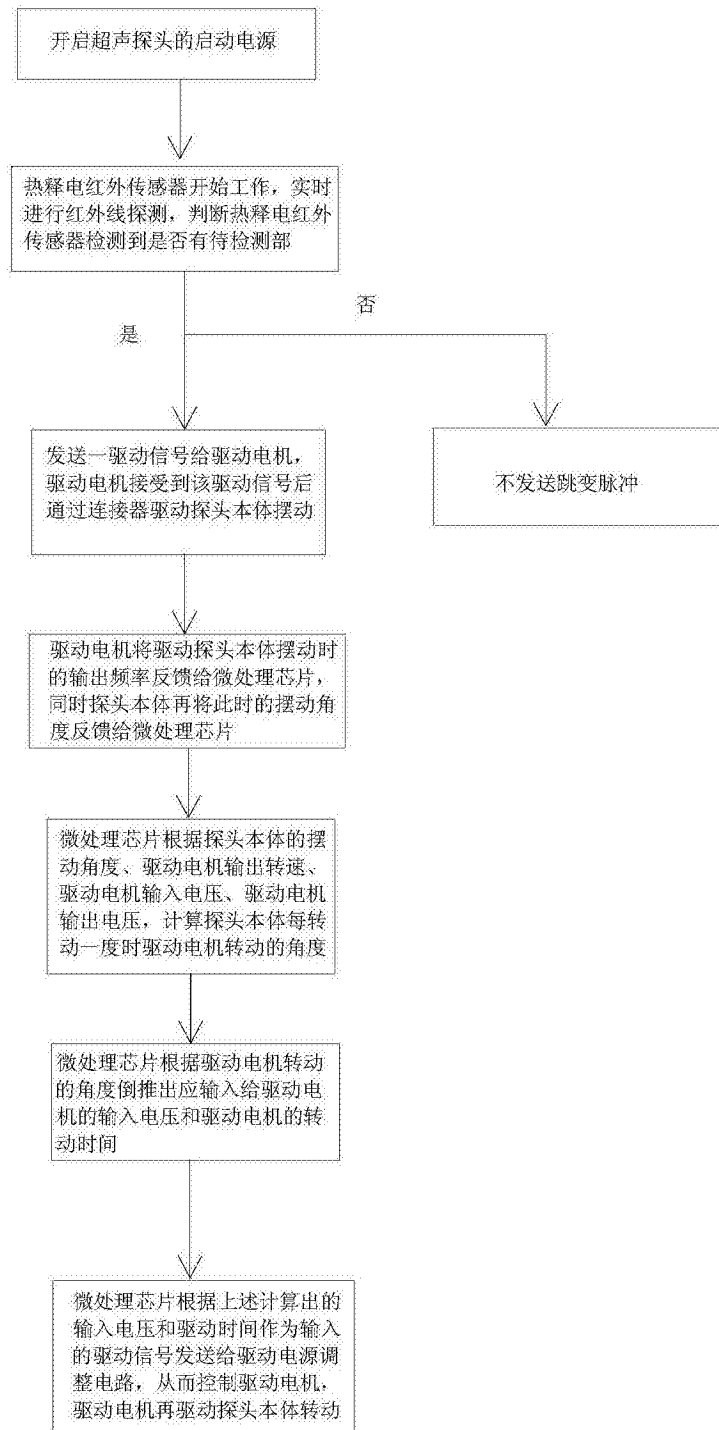 开启超声探头的启动电源
热释电红外传感器开始工作，实时
进行红外线探测，判断热释电红外
传感器检测到是否有待检测部
否
是
发送一驱动信号给驱动电机，
驱动电机接受到该驱动信号后
通过连接器驱动探头本体摆动
不发送跳变脉冲
驱动电机将驱动探头本体摆动时
的输出频率反馈给微处理芯片，
同时探头本体再将此时的摆动角
度反馈给微处理芯片
微处理芯片根据探头本体的摆
动角度、驱动电机输出转速、
驱动电机输入电压、驱动电机
输出电压，计算探头本体每转
动一度时驱动电机转动的角度
微处理芯片根据驱动电机转动
的角度倒推出应输入给驱动电
机的输入电压和驱动电机的转
动时间
微处理芯片根据上述计算出的
输入电压和驱动时间作为输入
的驱动信号发送给驱动电源调
整电路，从而控制驱动电机，
驱动电机再驱动探头本体转动